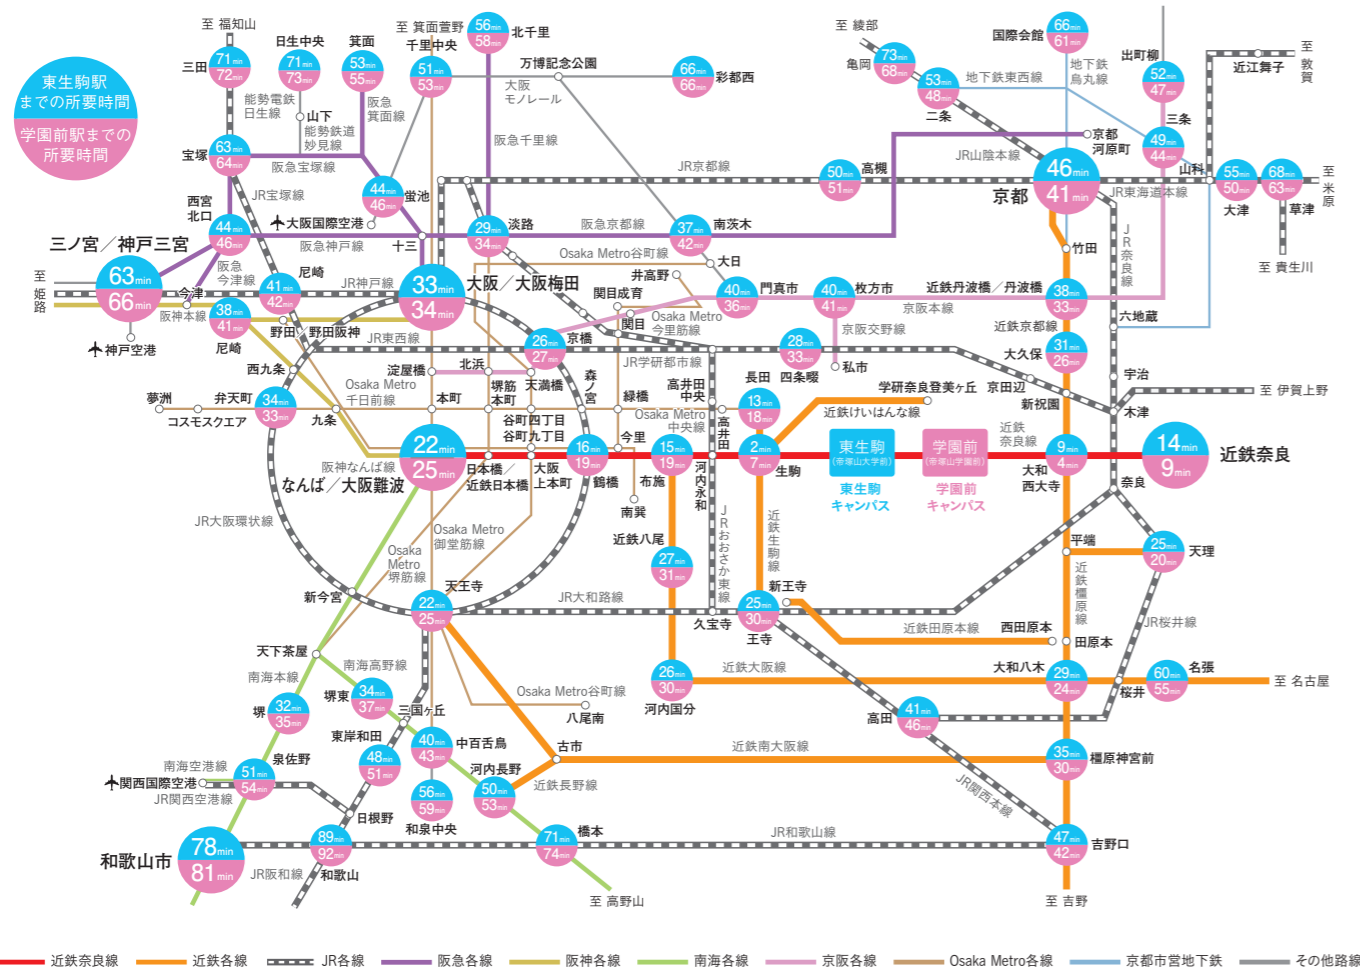 東生駒駅
までの所要時間
学園前駅までの
所要時間
至 福知山
三田
71min
72min
日生中央
71min
73min
能勢電鉄
日生線
山下
能勢鉄道
妙見線
箕面
53min
55min
阪急
箕面線
至 箕面萱野
千里中央
51min
53min
56min
58min
北千里
万博記念公園
大阪
モノレール
66min
66min
彩都西
至 綾部
亀岡
73min
68min
53min
48min
二条
地下鉄東西線
国際会館
66min
61min
地下鉄
烏丸線
出町柳
52min
47min
三条
49min
44min
近江舞子
至 敦賀
宝塚
63min
64min
阪急宝塚線
JR宝塚線
44min
46min
蛍池
大阪国際空港
阪急千里線
JR京都線
50min
51min
高槻
京都
河原町
JR山陰本線
46min
41min
京都
山科
JR東海道本線
55min
50min
大津
68min
63min
草津
至 米原
至 貴生川
西宮
北口
44min
46min
阪急神戸線
阪急
今津線
十三
29min
34min
淡路
阪急京都線
37min
42min
南茨木
竹田
JR奈良線
三ノ宮／神戸三宮
63min
66min
至 姫路
神戸空港
今津
阪神本線
尼崎
41min
42min
JR神戸線
38min
41min
尼崎
野田／野田阪神
33min
34min
大阪／大阪梅田
Osaka Metro谷町線
大日
井高野
関目成育
関目
Osaka Metro
今里筋線
40min
36min
門真市
40min
41min
枚方市
京阪本線
京阪交野線
私市
近鉄丹波橋／丹波橋
38min
33min
近鉄京都線
六地蔵
JR東西線
26min
27min
京橋
JR学研都市線
28min
33min
四条畷
31min
26min
大久保
京田辺
新祝園
宇治
木津
至 伊賀上野
西九条
淀屋橋
北浜
天満橋
森ノ宮
Osaka Metro
千日前線
夢洲
コスモスクエア
弁天町
34min
33min
九条
本町
堺筋
本町
谷町四丁目
谷町九丁目
緑橋
今里
Osaka Metro
中央線
高井田
中央
高井田
長田
13min
18min
学研奈良登美ヶ丘
近鉄けいはんな線
阪神なんば線
22min
25min
なんば／大阪難波
日本橋／
近鉄日本橋
大阪
上本町
16min
19min
鶴橋
南巽
15min
19min
布施
河内永和
2min
7min
生駒
東生駒
(帝塚山大学前)
東生駒
キャンパス
学園前
(帝塚山学園前)
学園前
キャンパス
近鉄
奈良線
9min
4min
大和
西大寺
奈良
14min
9min
近鉄奈良
JR大阪環状線
Osaka Metro
御堂筋線
Osaka
Metro
堺筋線
近鉄八尾
27min
31min
JRおおさか東線
近鉄生駒線
平端
25min
20min
天理
近鉄橿原線
新今宮
天王寺
22min
25min
JR大和路線
久宝寺
25min
30min
王寺
新王寺
近鉄田原本線
西田原本
田原本
JR桜井線
天下茶屋
南海本線
南海高野線
堺東
34min
37min
三国ヶ丘
Osaka Metro谷町線
八尾南
26min
30min
河内国分
近鉄大阪線
大和八木
29min
24min
桜井
60min
55min
名張
至 名古屋
堺
32min
35min
東岸和田
48min
51min
40min
43min
中百舌鳥
56min
59min
和泉中央
河内長野
50min
53min
古市
近鉄長野線
近鉄南大阪線
高田
41min
46min
35min
30min
橿原神宮前
南海空港線
関西国際空港
JR関西空港線
泉佐野
51min
54min
日根野
JR関西本線
和歌山市
78min
81min
89min
92min
和歌山
JR阪和線
71min
74min
橋本
JR和歌山線
47min
42min
吉野口
至 高野山
至 吉野
近鉄奈良線
近鉄各線
JR各線
阪急各線
阪神各線
南海各線
京阪各線
Osaka Metro各線
京都市営地下鉄
その他路線